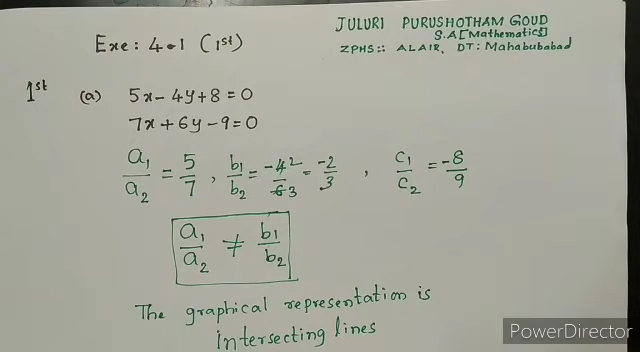 JULURI PURUSHOTHAM GOUD
S.A [Mathematics]
ZPHS:: ALAIR, DT: Mahabubabad
Exe: 4.1 (1st)
1st (a) 5x - 4y + 8 = 0
7x + 6y - 9 = 0
a₁/a₂ = 5/7, b₁/b₂ = -4 2/6 3 = -2/3, c₁/c₂ = -8/9
a₁/a₂ ≠ b₁/b₂
The graphical representation is
intersecting lines
PowerDirector